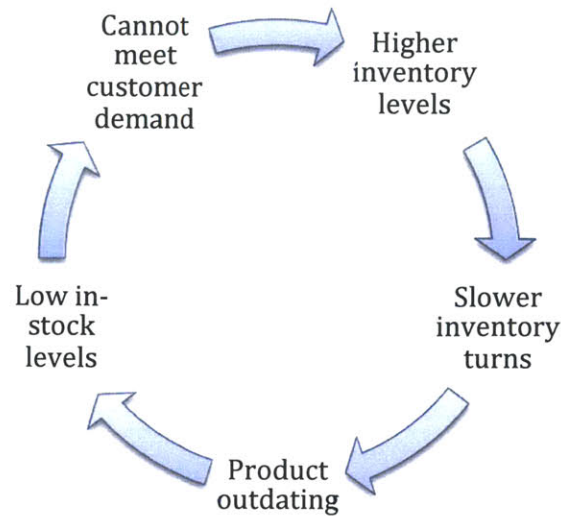 Cannot
meet
customer
demand
Higher
inventory
levels
Slower
inventory
turns
Product
outdating
Low in-
stock
levels